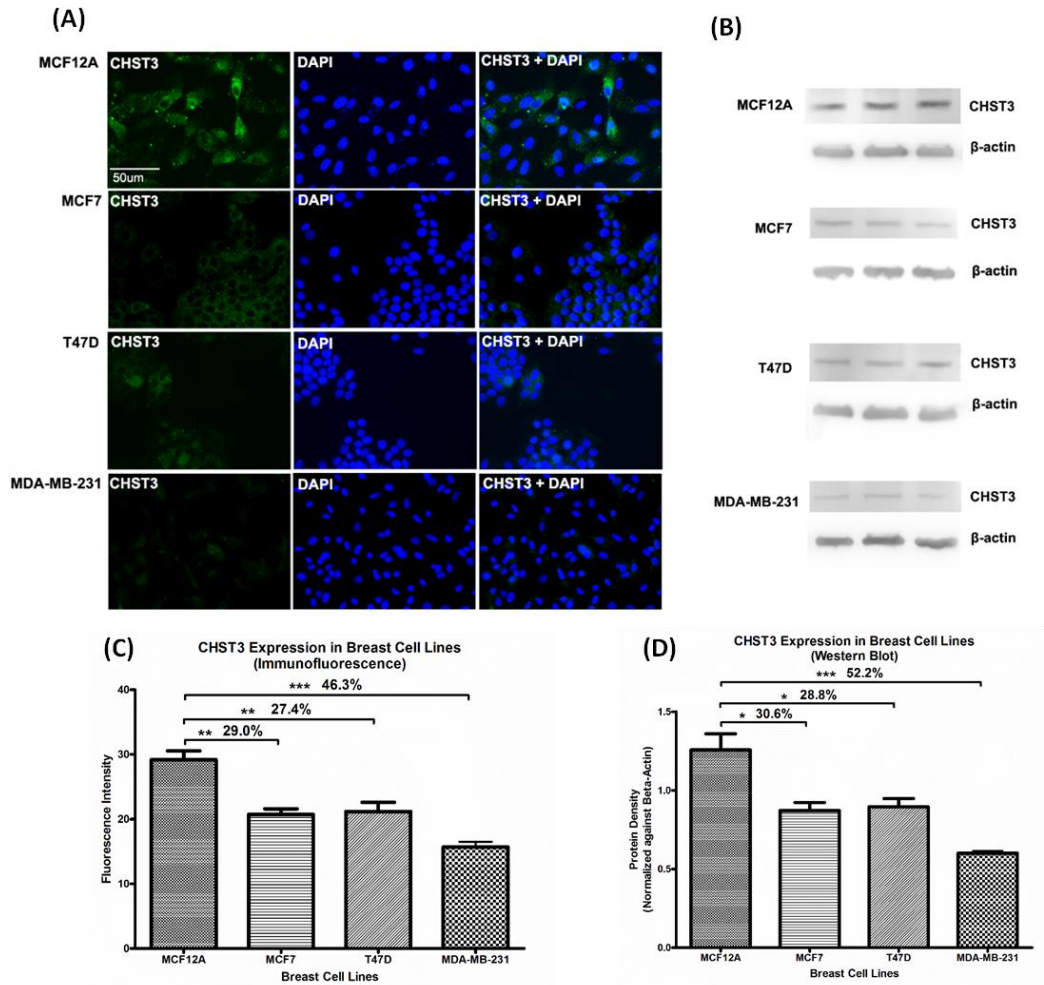 (A)
MCF12A
CHST3
DAPI
CHST3 + DAPI
50um
MCF7
CHST3
DAPI
CHST3 + DAPI
T47D
CHST3
DAPI
CHST3 + DAPI
MDA-MB-231
CHST3
DAPI
CHST3 + DAPI
(B)
MCF12A
CHST3
β-actin
MCF7
CHST3
β-actin
T47D
CHST3
β-actin
MDA-MB-231
CHST3
β-actin
(C)
CHST3 Expression in Breast Cell Lines
(Immunofluorescence)
*** 46.3%
** 27.4%
** 29.0%
Fluorescence Intensity
40
30
20
10
0
MCF12A
MCF7
T47D
MDA-MB-231
Breast Cell Lines
(D)
CHST3 Expression in Breast Cell Lines
(Western Blot)
*** 52.2%
* 28.8%
* 30.6%
Protein Density
(Normalized against Beta-Actin)
1.5
1.0
0.5
0.0
MCF12A
MCF7
T47D
MDA-MB-231
Breast Cell Lines